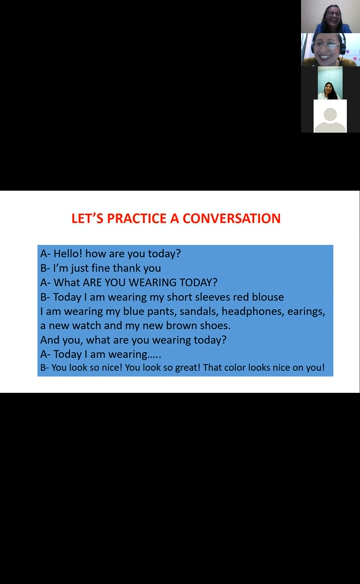 LET'S PRACTICE A CONVERSATION
A- Hello! how are you today?
B- I'm just fine thank you
A- What ARE YOU WEARING TODAY?
B- Today I am wearing my short sleeves red blouse
I am wearing my blue pants, sandals, headphones, earings,
a new watch and my new brown shoes.
And you, what are you wearing today?
A- Today I am wearing.....
B- You look so nice! You look so great! That color looks nice on you!